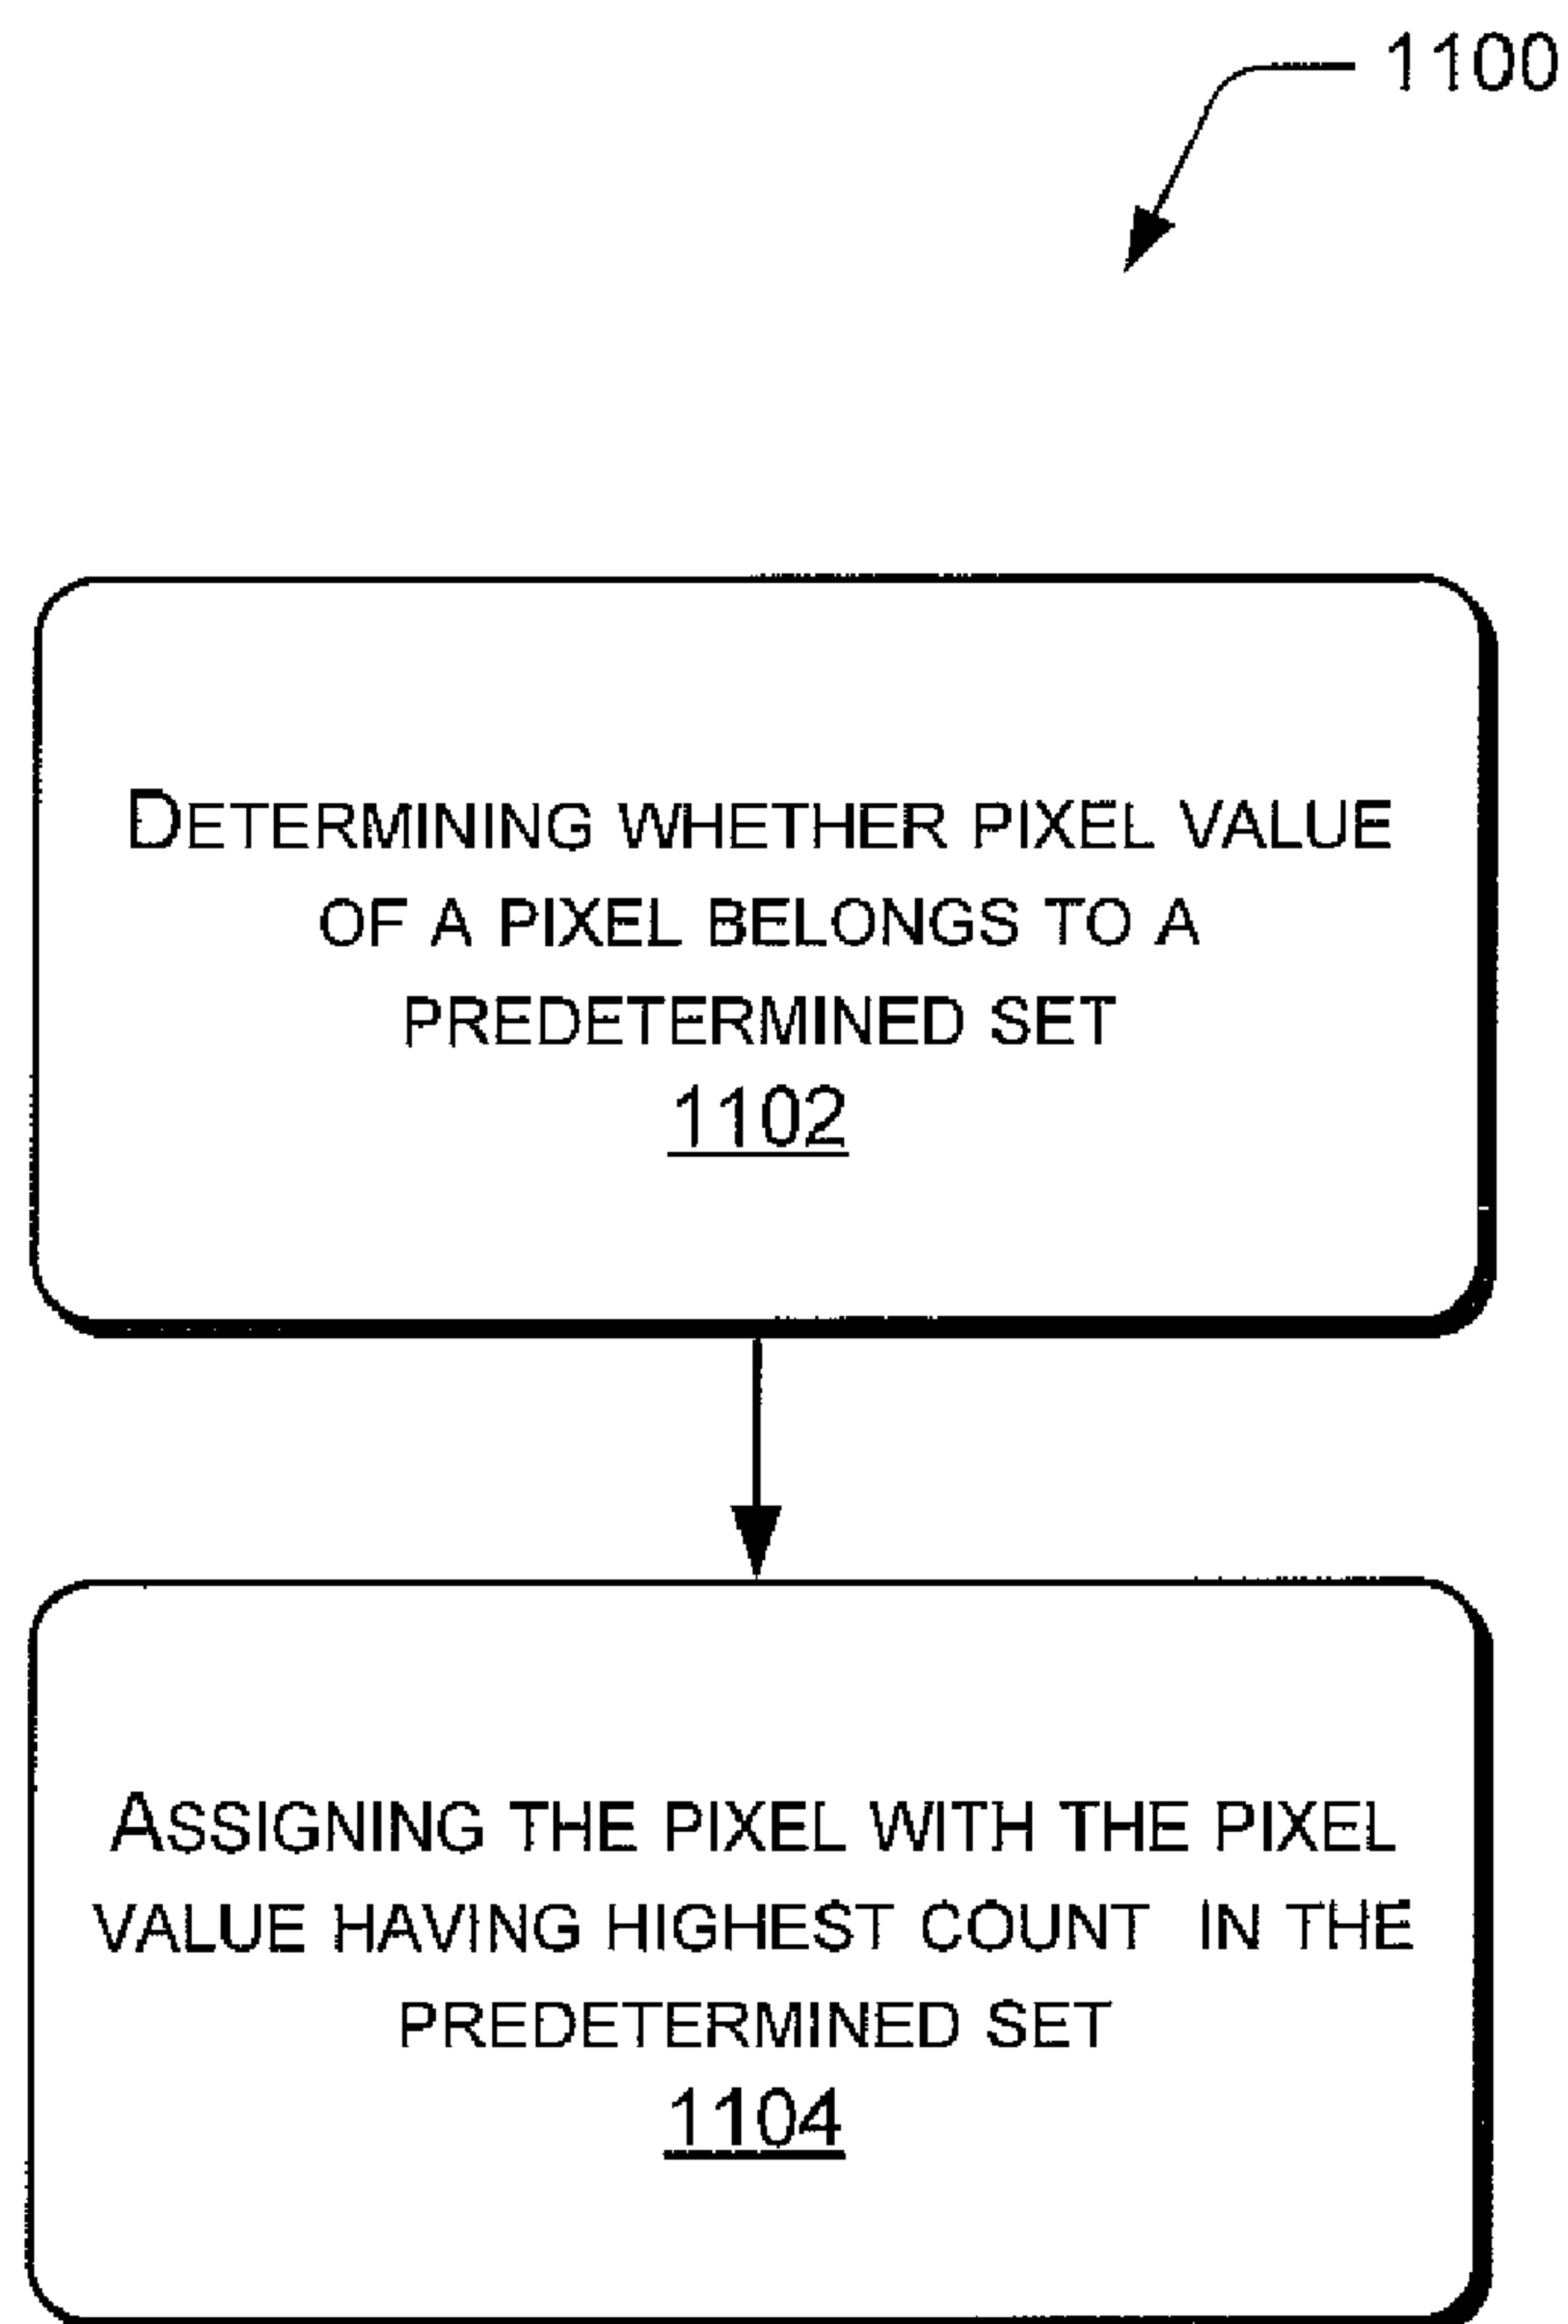 1100
DETERMINING WHETHER PIXEL VALUE
OF A PIXEL BELONGS TO A
PREDETERMINED SET
1102
ASSIGNING THE PIXEL WITH THE PIXEL
VALUE HAVING HIGHEST COUNT IN THE
PREDETERMINED SET
1104